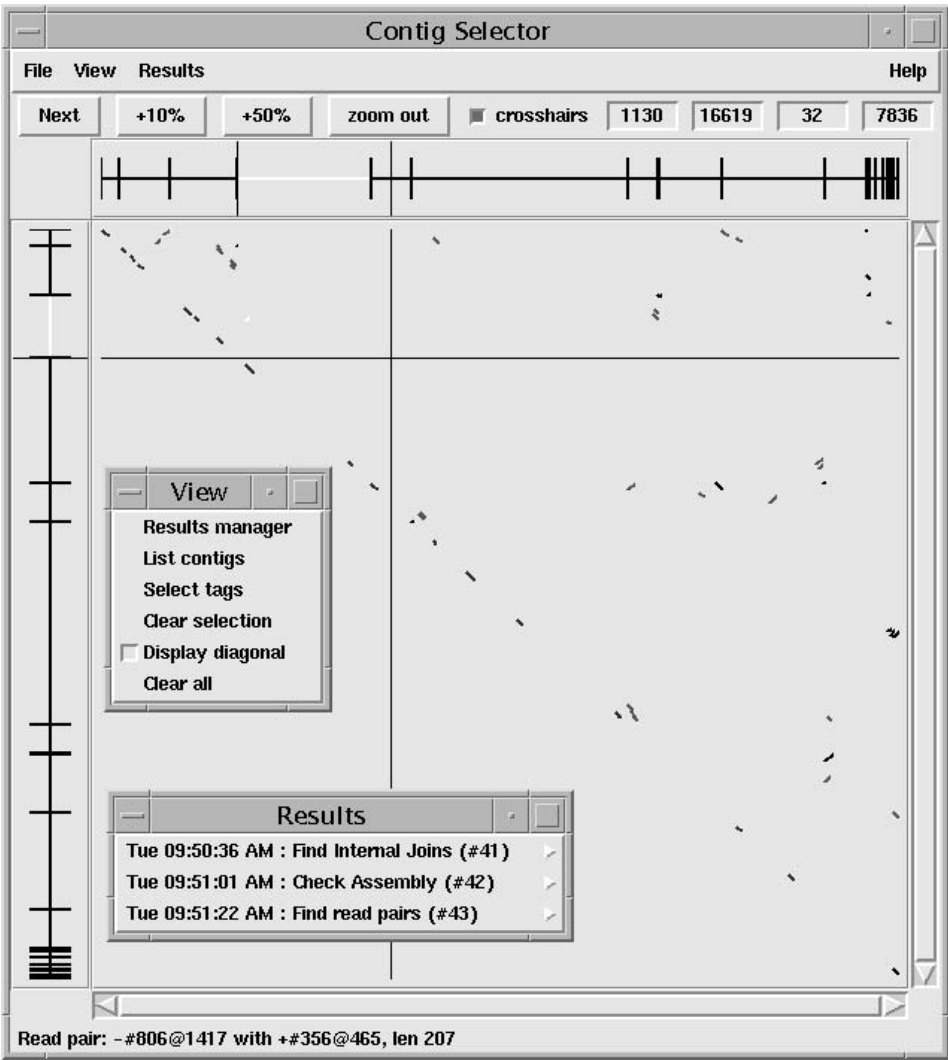 Contig Selector
File View Results Help
Next +10% +50% zoom out crosshairs 1130 16619 32 7836
View
Results manager
List contigs
Select tags
Clear selection
Display diagonal
Clear all
Results
Tue 09:50:36 AM : Find Internal Joins (#41)
Tue 09:51:01 AM : Check Assembly (#42)
Tue 09:51:22 AM : Find read pairs (#43)
Read pair: -#806@1417 with +#356@465, len 207